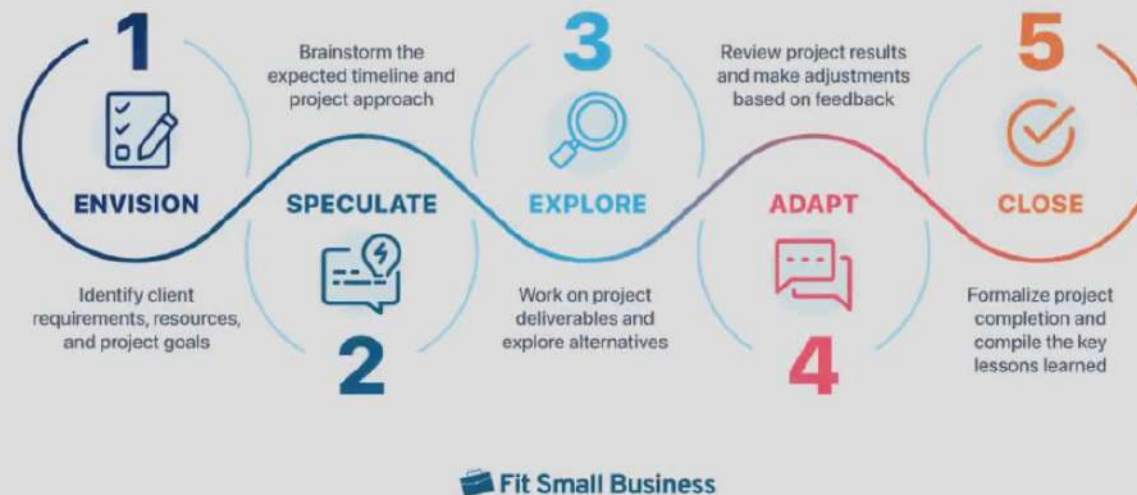 1
ENVISION
Identify client
requirements, resources,
and project goals
Brainstorm the
expected timeline and
project approach
SPECULATE
2
3
EXPLORE
Work on project
deliverables and
explore alternatives
Review project results
and make adjustments
based on feedback
ADAPT
4
5
CLOSE
Formalize project
completion and
compile the key
lessons learned
Fit Small Business